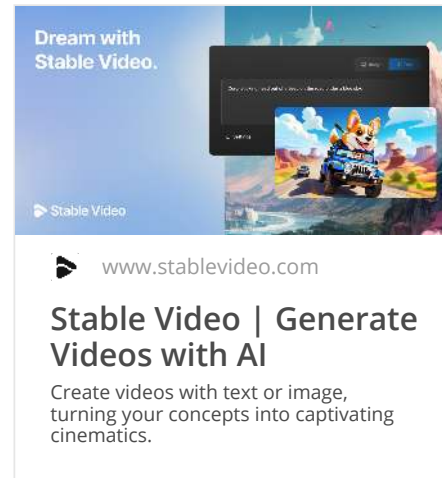 Dream with
Stable Video.
Stable Video
www.stablevideo.com
Stable Video | Generate
Videos with AI
Create videos with text or image,
turning your concepts into captivating
cinematics.